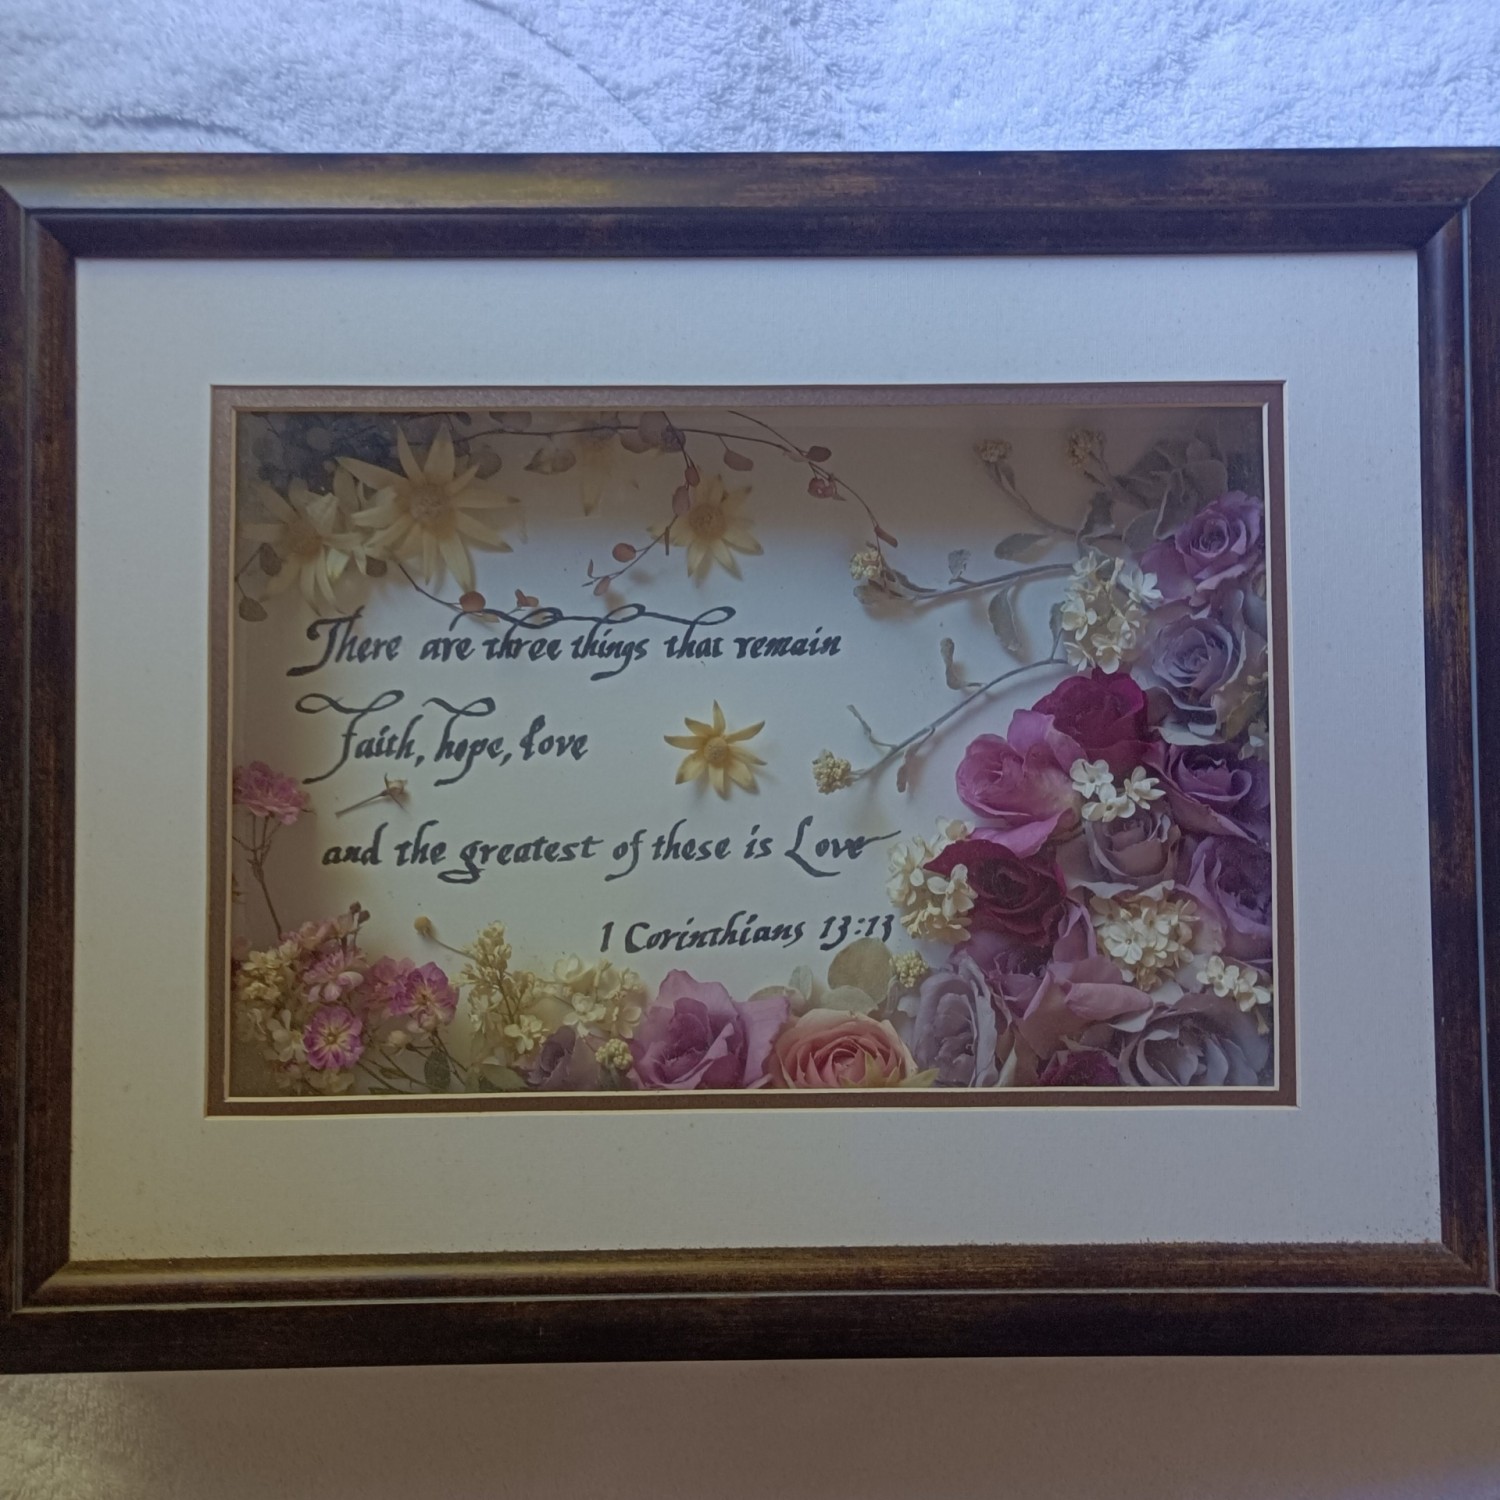 There are three things that remain
Faith, hope, love
and the greatest of these is Love
1 Corinthians 13:13